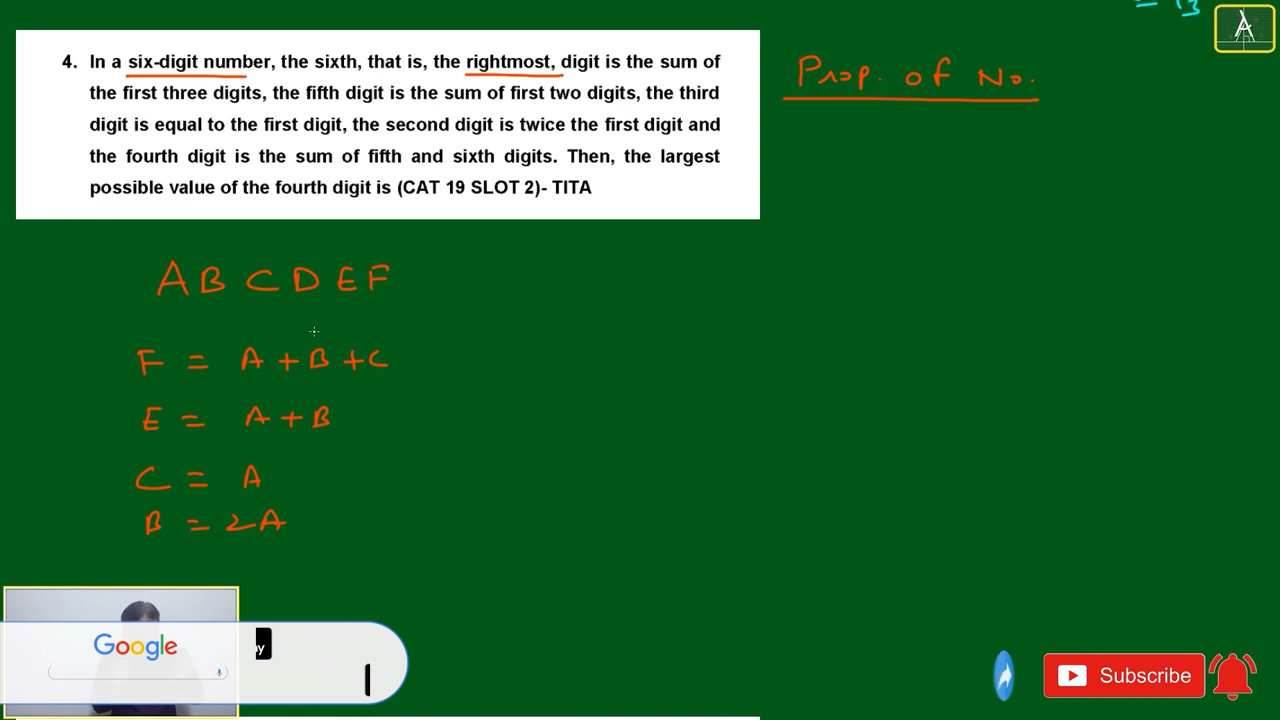 = 13
4. In a six-digit number, the sixth, that is, the rightmost, digit is the sum of
the first three digits, the fifth digit is the sum of first two digits, the third
digit is equal to the first digit, the second digit is twice the first digit and
the fourth digit is the sum of fifth and sixth digits. Then, the largest
possible value of the fourth digit is (CAT 19 SLOT 2)- TITA
Prop. of No.
A B C D E F
F = A + B + C
E = A + B
C = A
B = 2A
Google
Subscribe